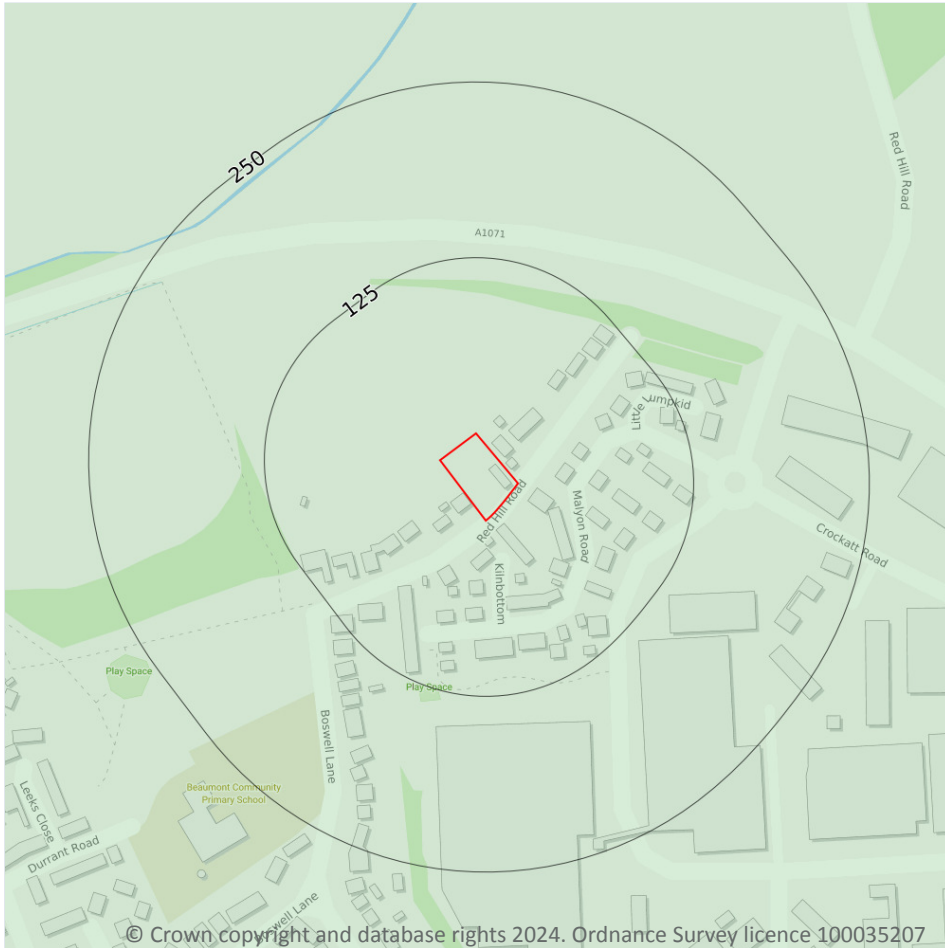 250
Red Hill Road
A1071
125
Little Lumpkid
Red Hill Road
Malyon Road
Crockatt Road
Kilnbottom
Play Space
Play Space
Boswell Lane
Beaumont Community
Primary School
Leeks Close
Durrant Road
Boswell Lane
© Crown copyright and database rights 2024. Ordnance Survey licence 100035207